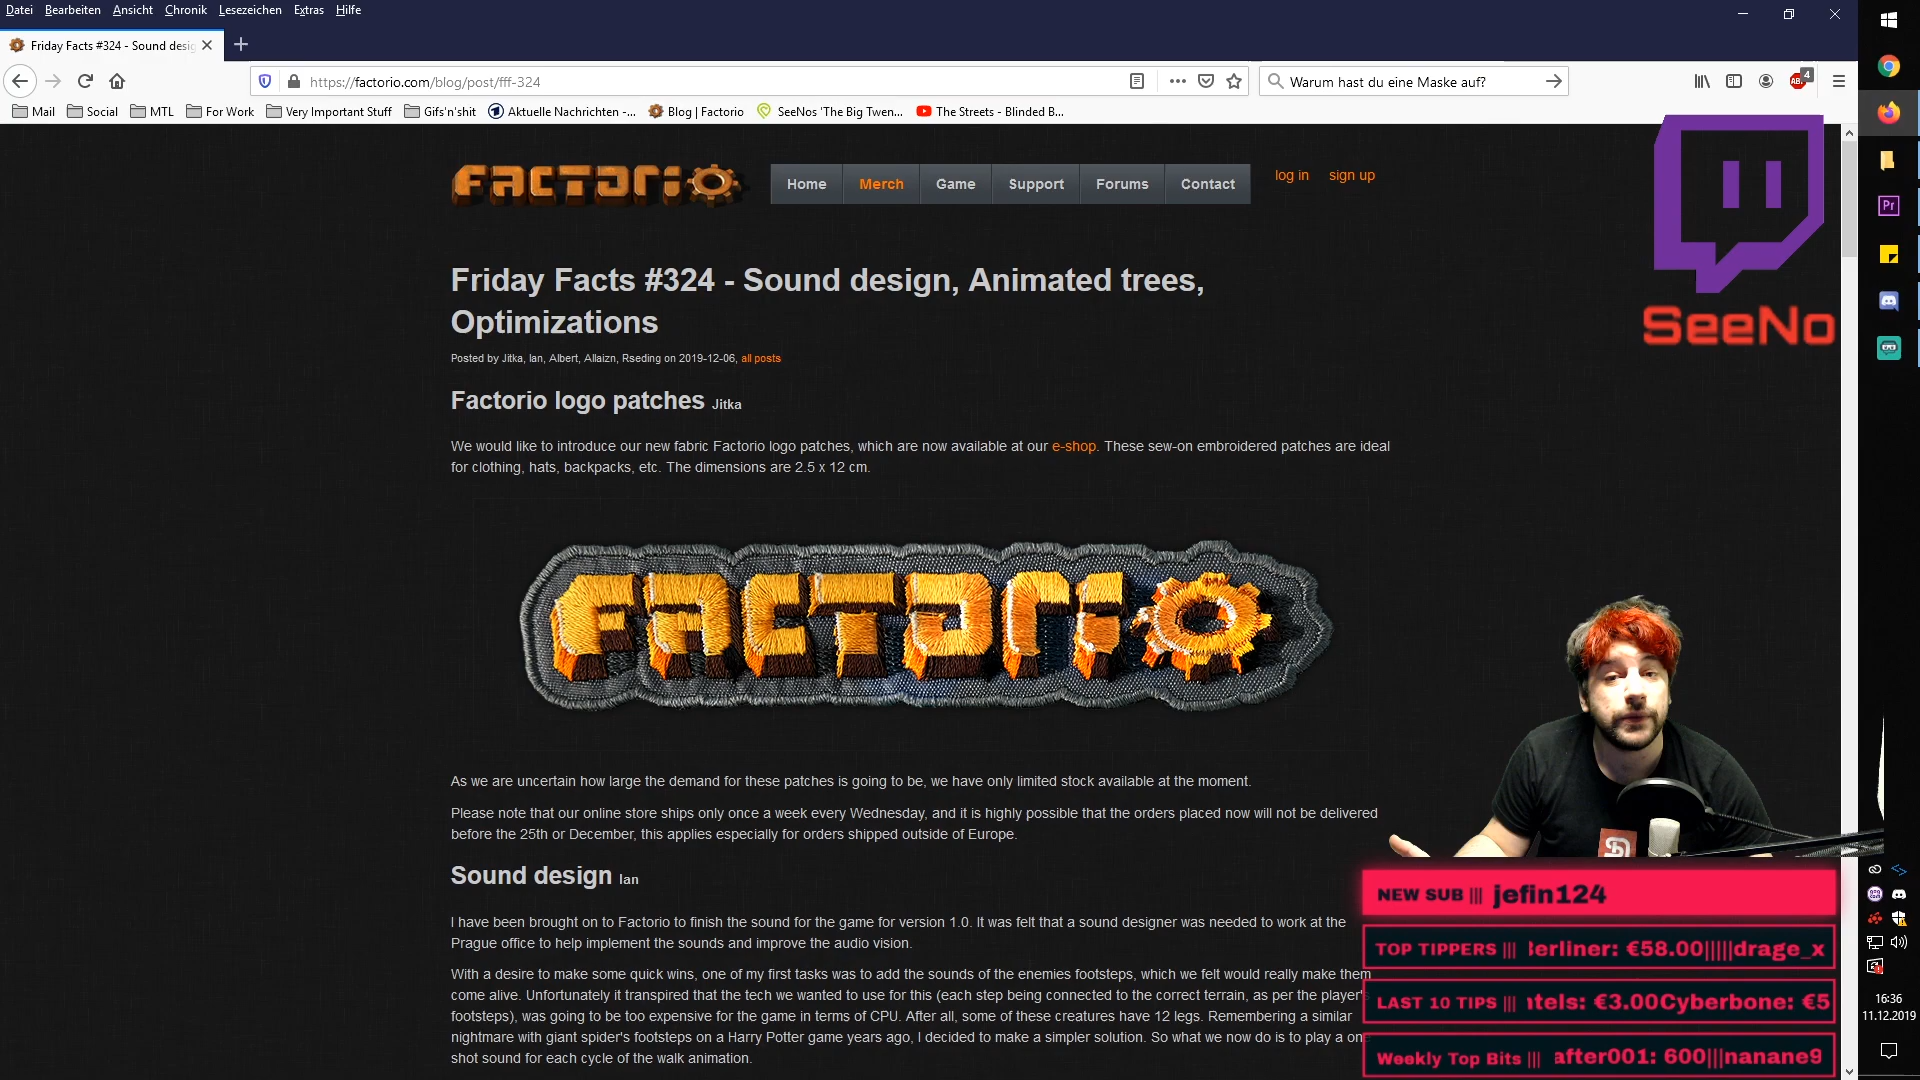 Datei Bearbeiten Ansicht Chronik Lesezeichen Extras Hilfe
Friday Facts #324 - Sound desig
https://factorio.com/blog/post/fff-324
Warum hast du eine Maske auf?
4
Mail Social MTL For Work Very Important Stuff Gifs'n'shit Aktuelle Nachrichten -... Blog | Factorio SeeNos 'The Big Twen... The Streets - Blinded B...
FACTORIO
Home Merch Game Support Forums Contact
log in sign up
SeeNo
Friday Facts #324 - Sound design, Animated trees,
Optimizations
Posted by Jitka, Ian, Albert, Allaizn, Rseding on 2019-12-06, all posts
Factorio logo patches Jitka
We would like to introduce our new fabric Factorio logo patches, which are now available at our e-shop. These sew-on embroidered patches are ideal
for clothing, hats, backpacks, etc. The dimensions are 2.5 x 12 cm.
FACTORIO
As we are uncertain how large the demand for these patches is going to be, we have only limited stock available at the moment.
Please note that our online store ships only once a week every Wednesday, and it is highly possible that the orders placed now will not be delivered
before the 25th or December, this applies especially for orders shipped outside of Europe.
Sound design Ian
I have been brought on to Factorio to finish the sound for the game for version 1.0. It was felt that a sound designer was needed to work at the
Prague office to help implement the sounds and improve the audio vision.
With a desire to make some quick wins, one of my first tasks was to add the sounds of the enemies footsteps, which we felt would really make them
come alive. Unfortunately it transpired that the tech we wanted to use for this (each step being connected to the correct terrain, as per the player's
footsteps), was going to be too expensive for the game in terms of CPU. After all, some of these creatures have 12 legs. Remembering a similar
nightmare with giant spider's footsteps on a Harry Potter game years ago, I decided to make a simpler solution. So what we now do is to play a one
shot sound for each cycle of the walk animation.
NEW SUB ||| jefin124
TOP TIPPERS ||| Berliner: €58.00|||||drage_x
LAST 10 TIPS ||| ntels: €3.00Cyberbone: €5
Weekly Top Bits ||| after001: 600|||nanane9
Pr
16:36
11.12.2019